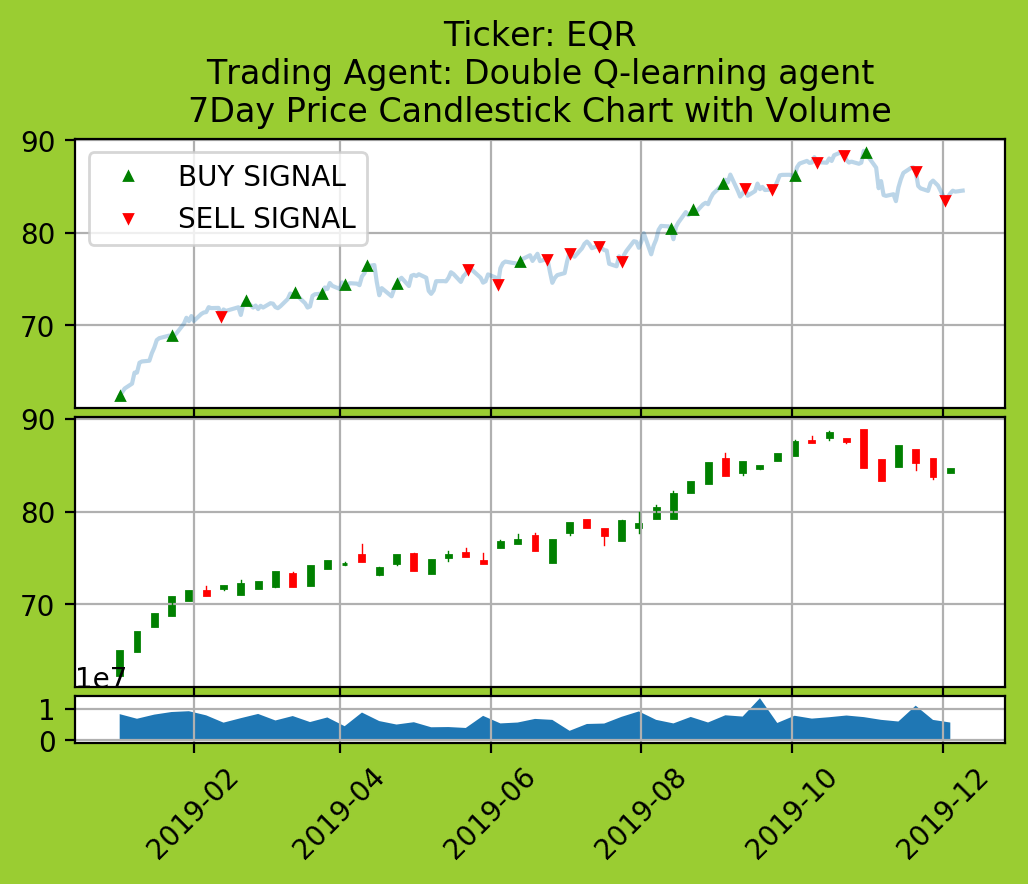 Ticker: EQR
Trading Agent: Double Q-learning agent
7Day Price Candlestick Chart with Volume
90
80
70
BUY SIGNAL
SELL SIGNAL
90
80
70
1e7
1
0
2019-02
2019-04
2019-06
2019-08
2019-10
2019-12